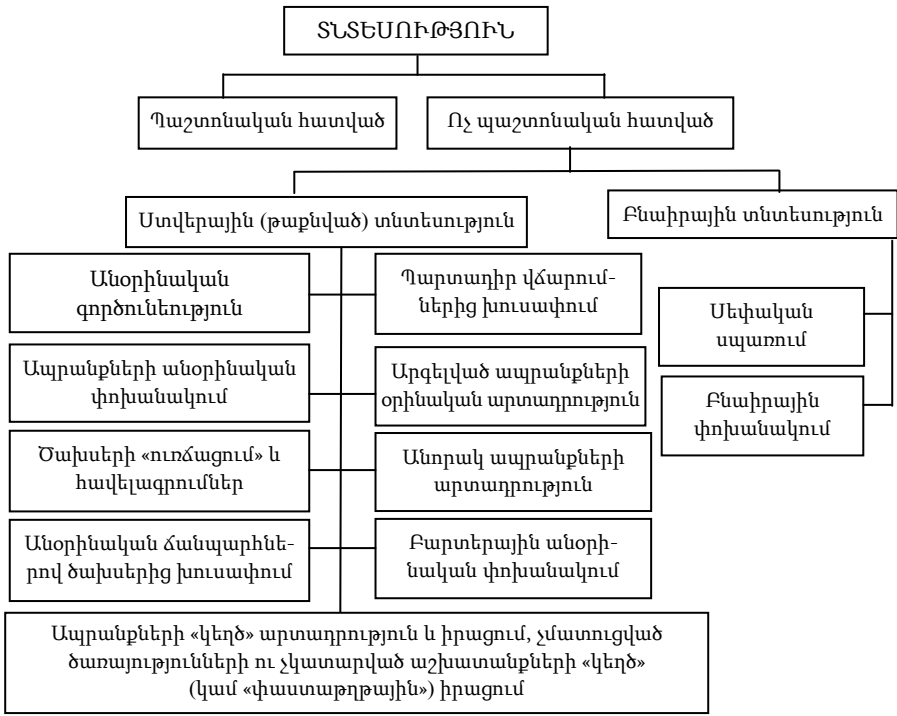 ՏՆՏԵՍՈՒԹՅՈՒՆ
Պաշտոնական հատված
Ոչ պաշտոնական հատված
Ստվերային (թաքնված) տնտեսություն
Բնաիրային տնտեսություն
Անօրինական
գործունեություն
Պարտադիր վճարում-
ներից խուսափում
Սեփական
սպառում
Ապրանքների անօրինական
փոխանակում
Արգելված ապրանքների
օրինական արտադրություն
Բնաիրային
փոխանակում
Ծախսերի «ուռճացում» և
հավելագրումներ
Անորակ ապրանքների
արտադրություն
Անօրինական ճանպարհնե-
րով ծախսերից խուսափում
Բարտերային անօրի-
նական փոխանակում
Ապրանքների «կեղծ» արտադրություն և իրացում, չմատուցված
ծառայությունների ու չկատարված աշխատանքների «կեղծ»
(կամ «փաստաթղթային») իրացում